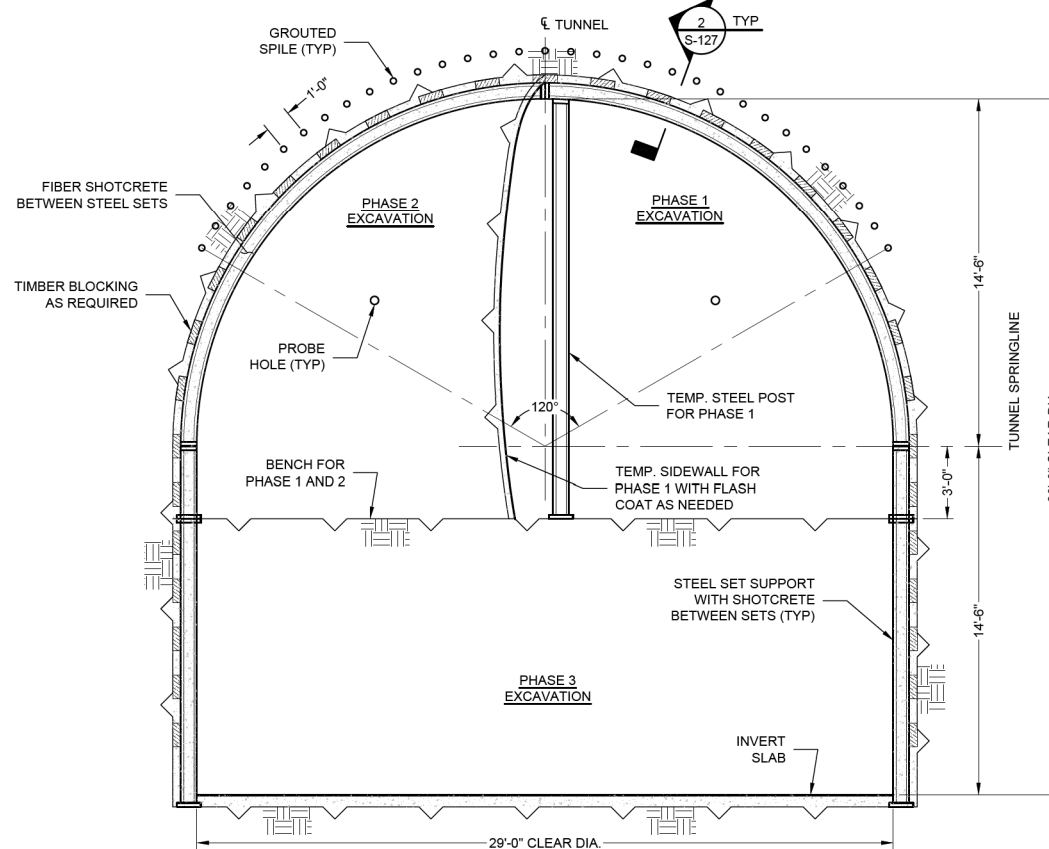 ℄ TUNNEL
2
S-127
TYP
GROUTED
SPILE (TYP)
1'-0"
FIBER SHOTCRETE
BETWEEN STEEL SETS
PHASE 2
EXCAVATION
PHASE 1
EXCAVATION
TIMBER BLOCKING
AS REQUIRED
14'-6"
PROBE
HOLE (TYP)
TUNNEL SPRINGLINE
TEMP. STEEL POST
FOR PHASE 1
120°
BENCH FOR
PHASE 1 AND 2
TEMP. SIDEWALL FOR
PHASE 1 WITH FLASH
COAT AS NEEDED
3'-0"
STEEL SET SUPPORT
WITH SHOTCRETE
BETWEEN SETS (TYP)
14'-6"
PHASE 3
EXCAVATION
INVERT
SLAB
29'-0" CLEAR DIA.